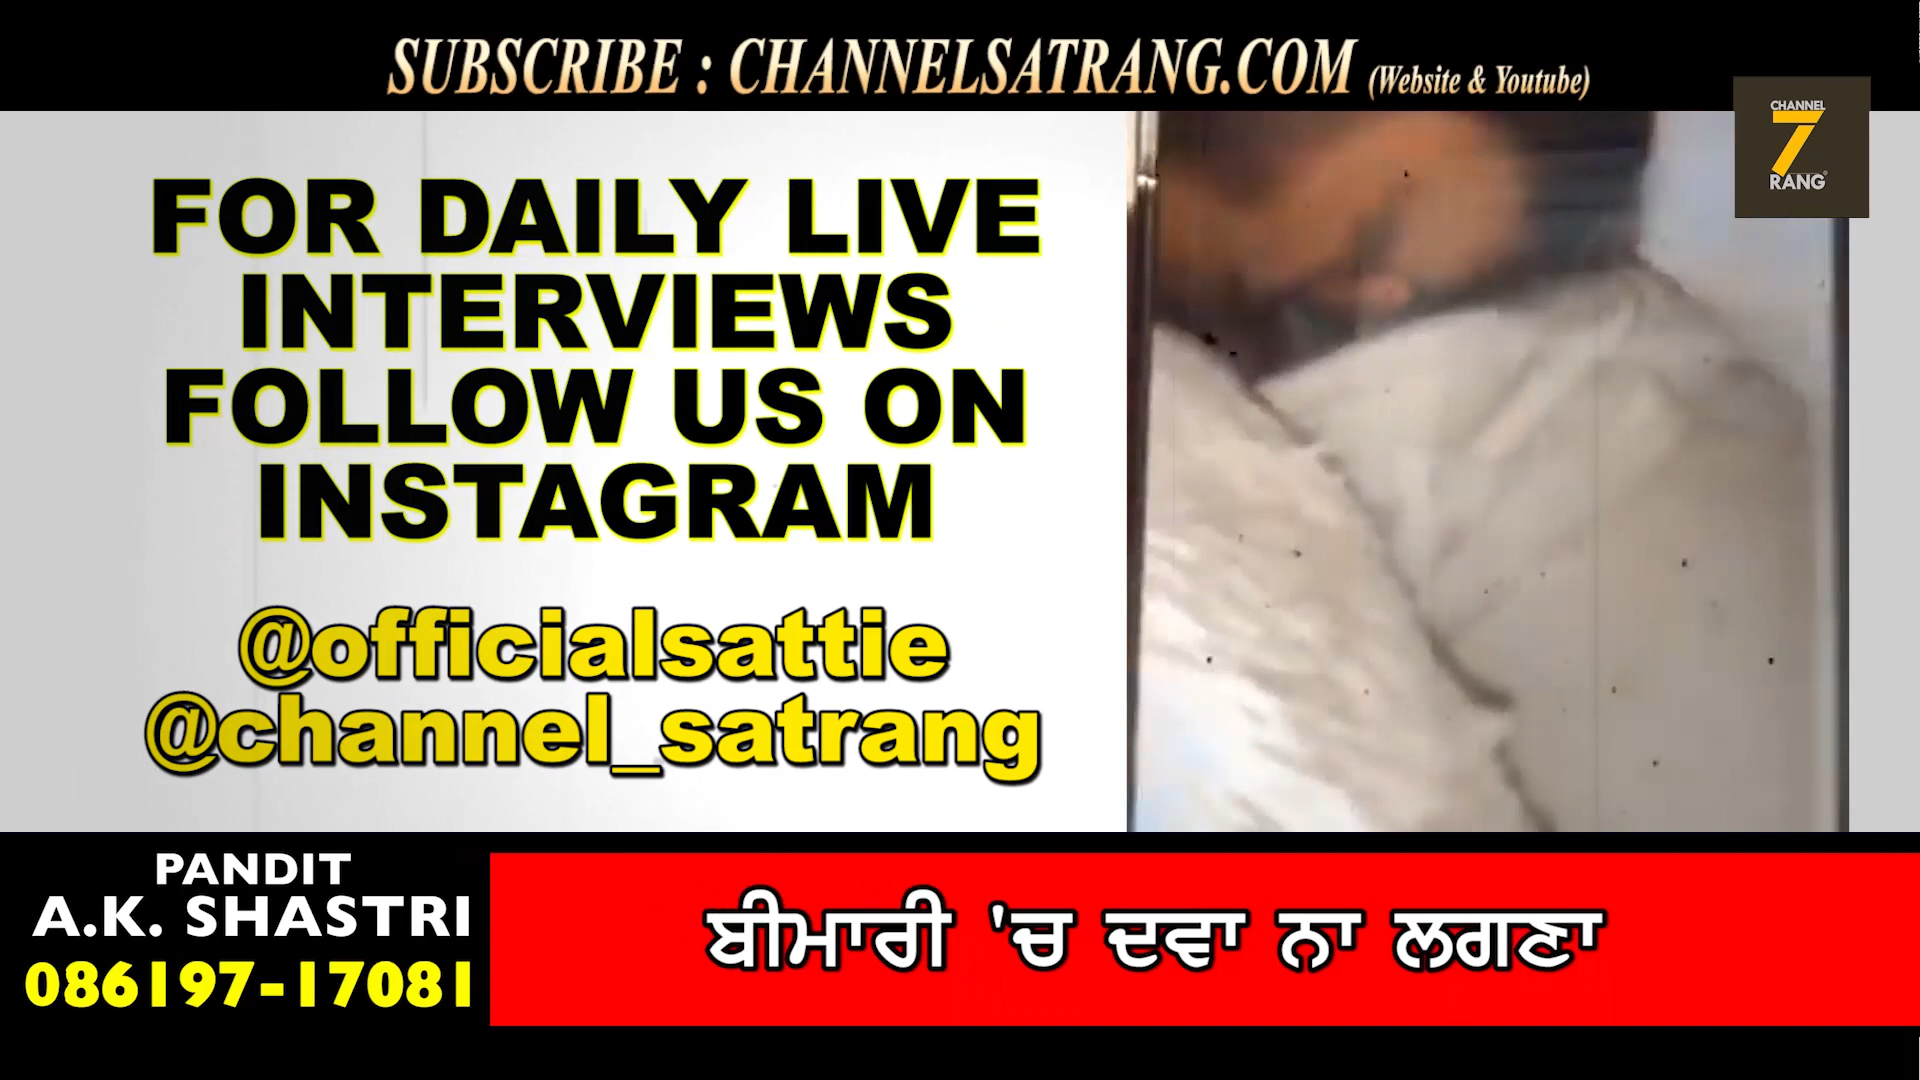 SUBSCRIBE : CHANNELSATRANG.COM (Website & Youtube)
CHANNEL
7
RANG
FOR DAILY LIVE
INTERVIEWS
FOLLOW US ON
INSTAGRAM
@officialsattie
@channel_satrang
PANDIT
A.K. SHASTRI
086197-17081
ਬੀਮਾਰੀ 'ਚ ਦਵਾ ਨਾ ਲਗਣਾ